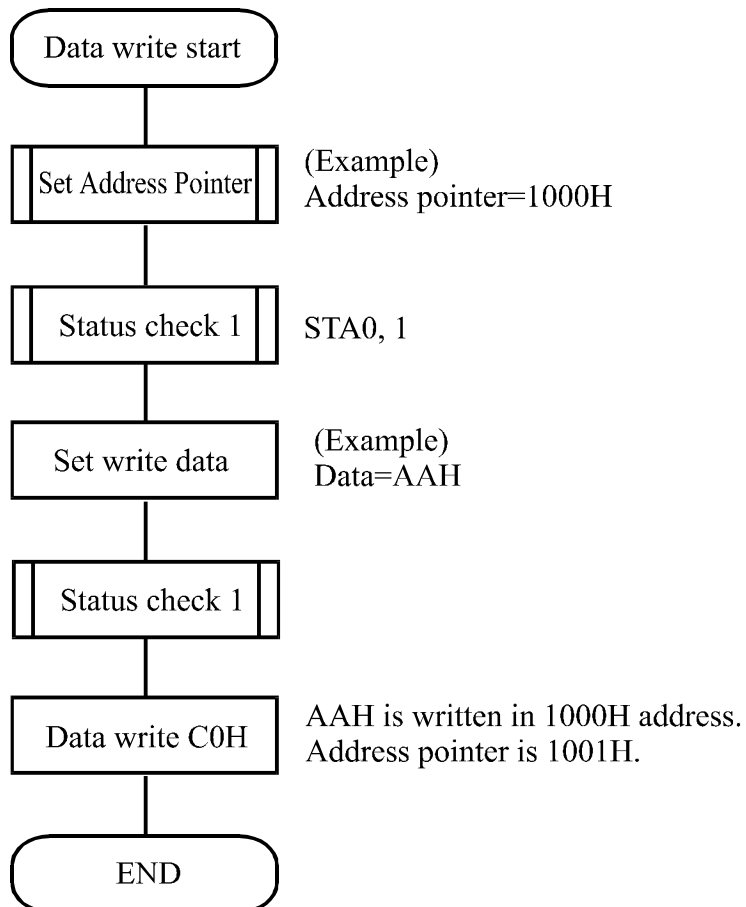 Data write start
Set Address Pointer
(Example)
Address pointer=1000H
Status check 1
STA0, 1
Set write data
(Example)
Data=AAH
Status check 1
Data write C0H
AAH is written in 1000H address.
Address pointer is 1001H.
END